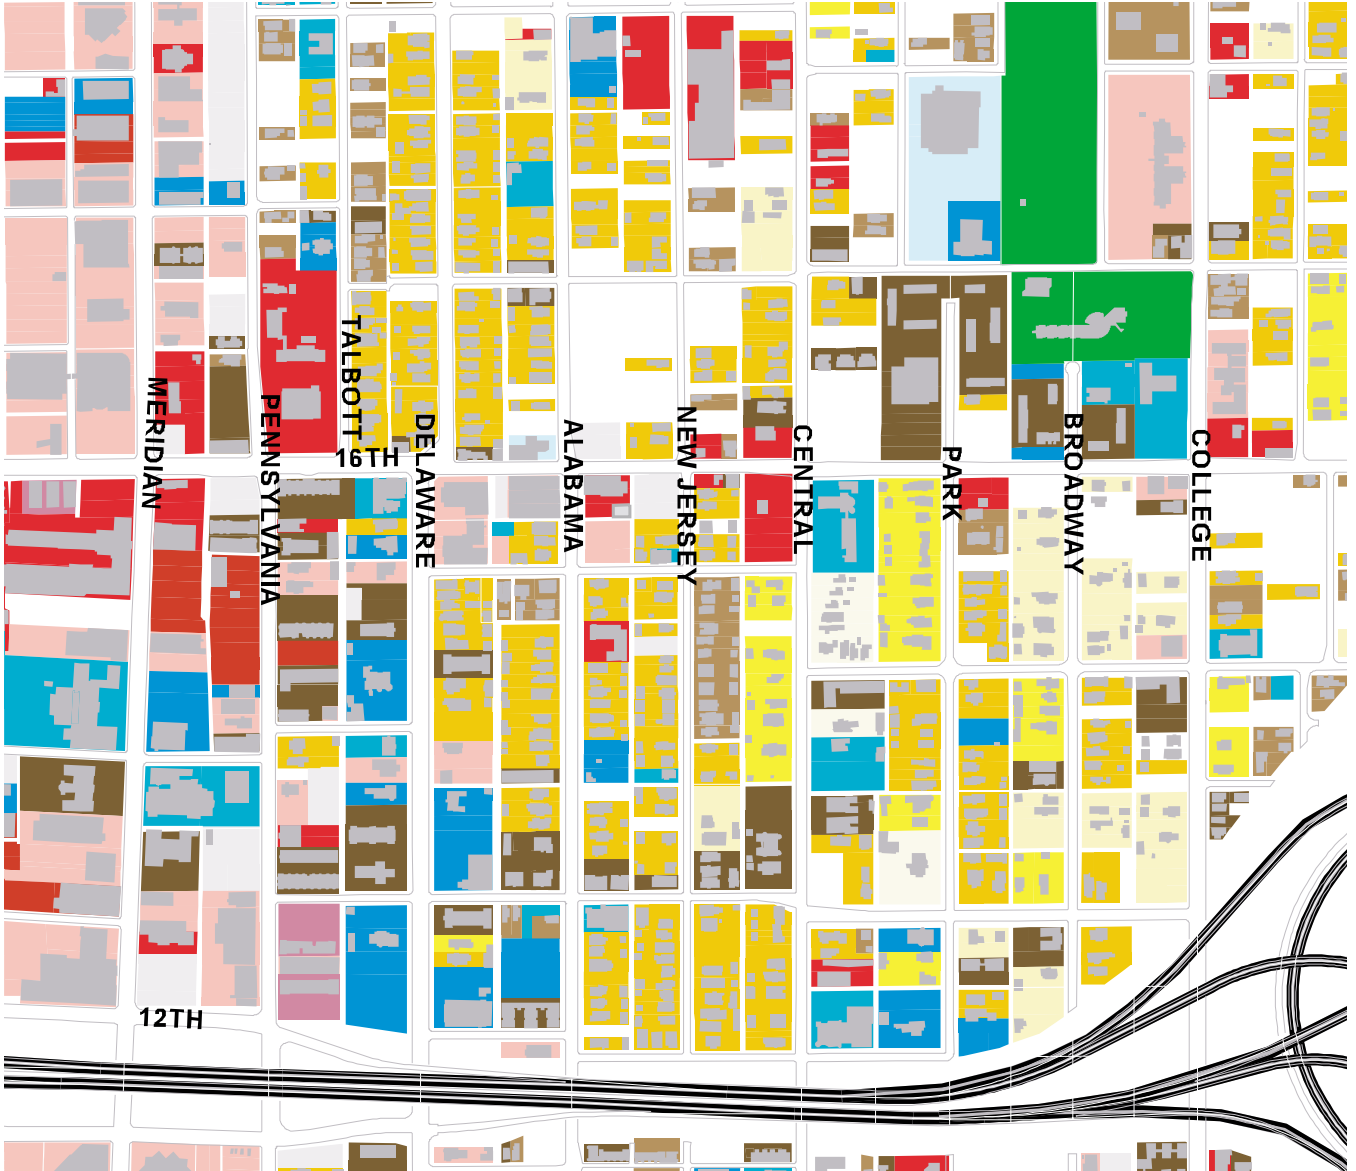 MERIDIAN
PENNSYLVANIA
TALBOTT
16TH
DELAWARE
ALABAMA
NEW JERSEY
CENTRAL
PARK
BROADWAY
COLLEGE
12TH